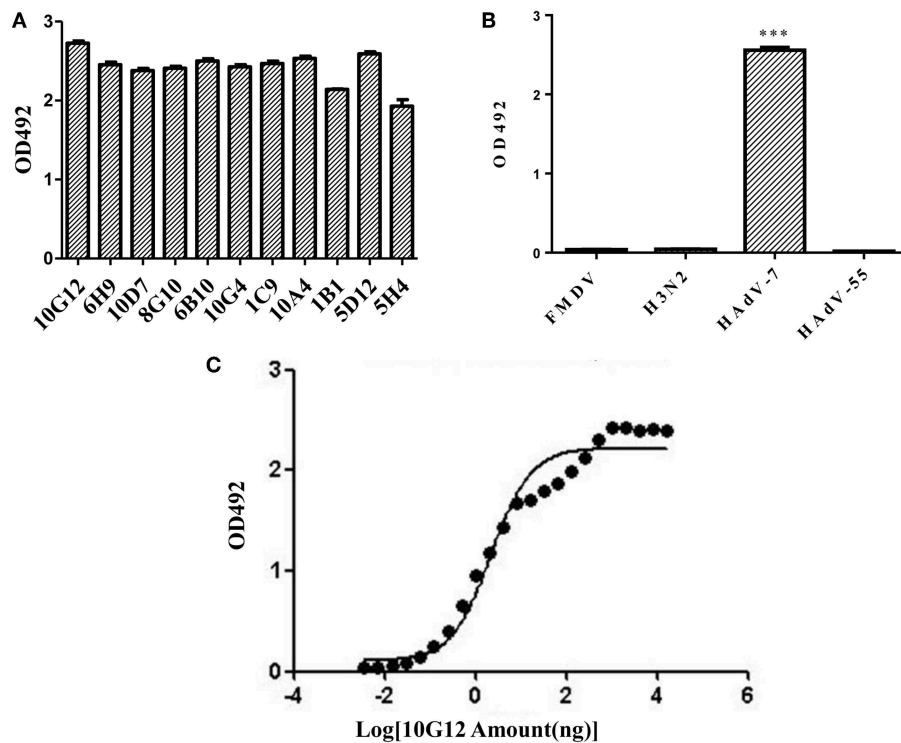 A
OD492
3
2
1
0
10G12
6H9
10D7
8G10
6B10
10G4
1C9
10A4
1B1
5D12
5H4
B
OD492
3
2
1
0
***
FMDV
H3N2
HAdV-7
HAdV-55
C
OD492
3
2
1
0
-4
-2
0
2
4
6
Log[10G12 Amount(ng)]